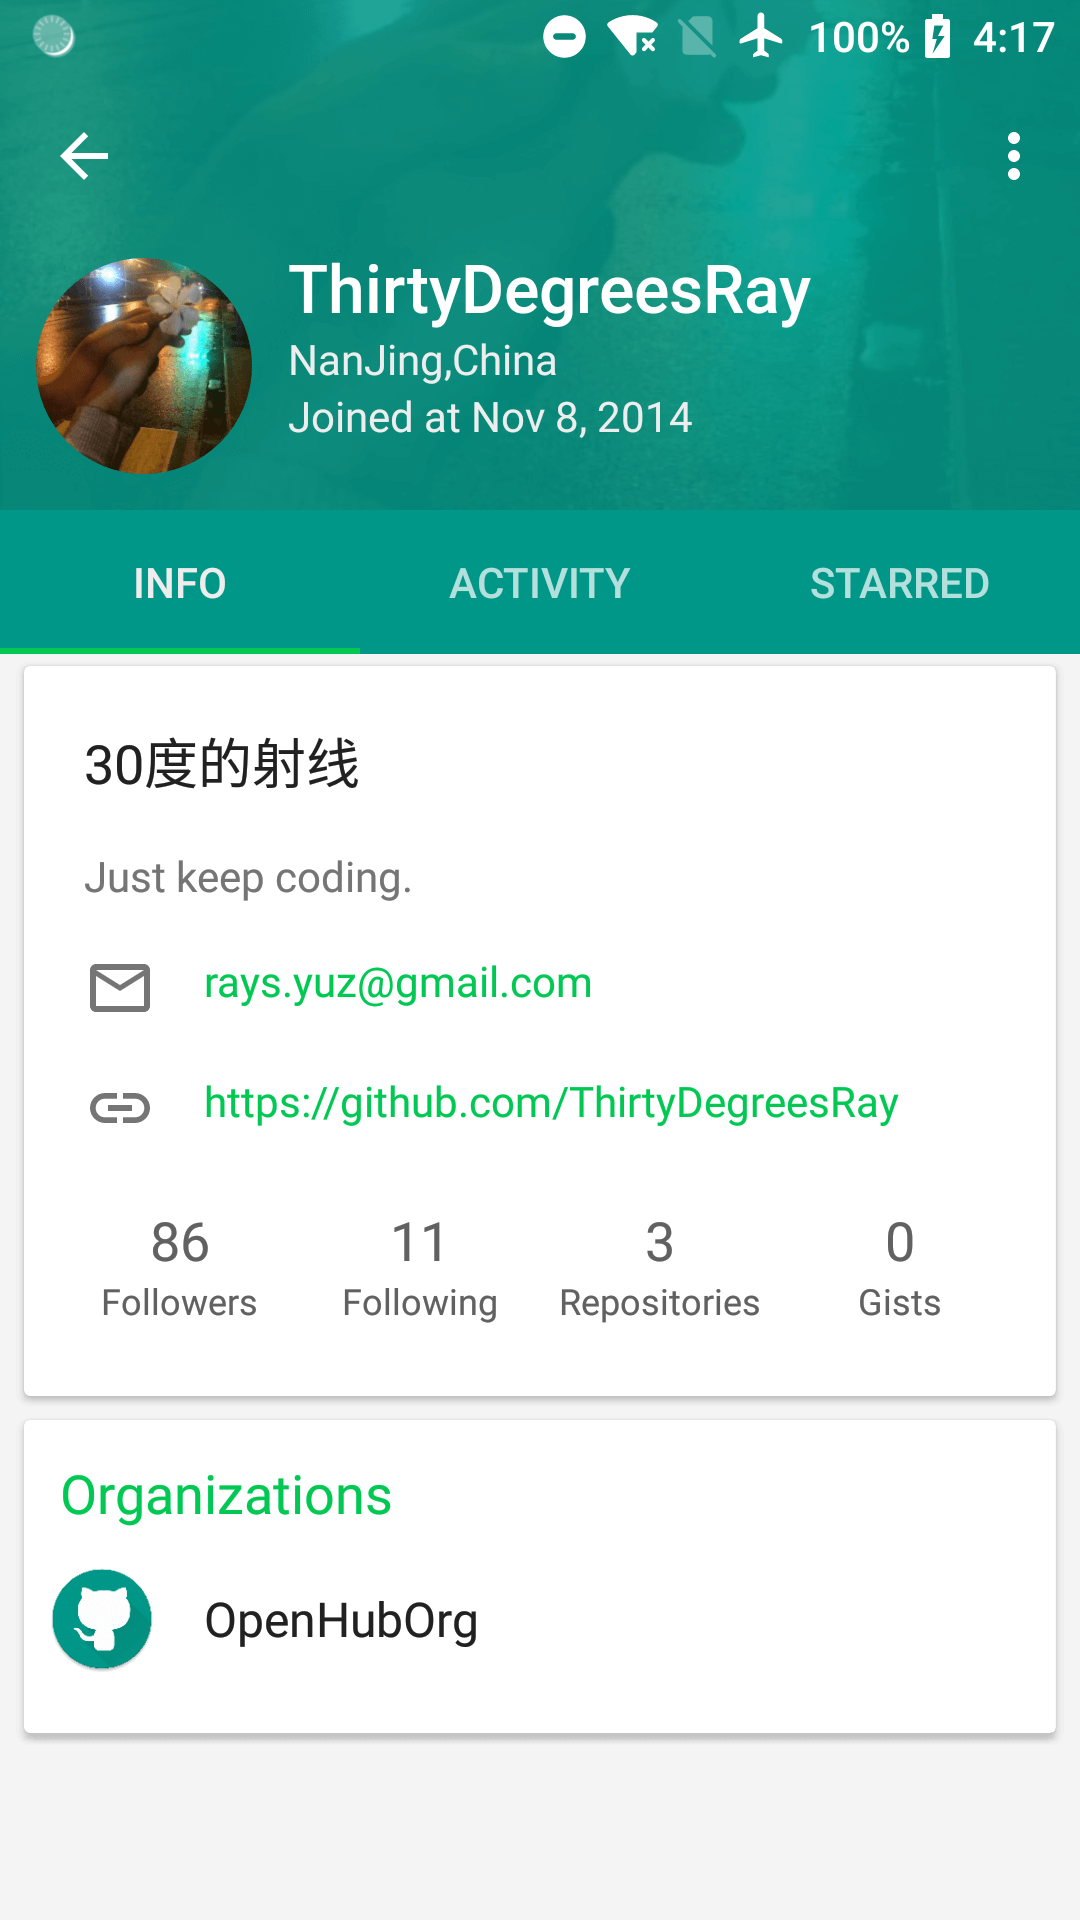 100% 4:17
ThirtyDegreesRay
NanJing,China
Joined at Nov 8, 2014
INFO ACTIVITY STARRED
30度的射线
Just keep coding.
rays.yuz@gmail.com
https://github.com/ThirtyDegreesRay
86 11 3 0
Followers Following Repositories Gists
Organizations
OpenHubOrg